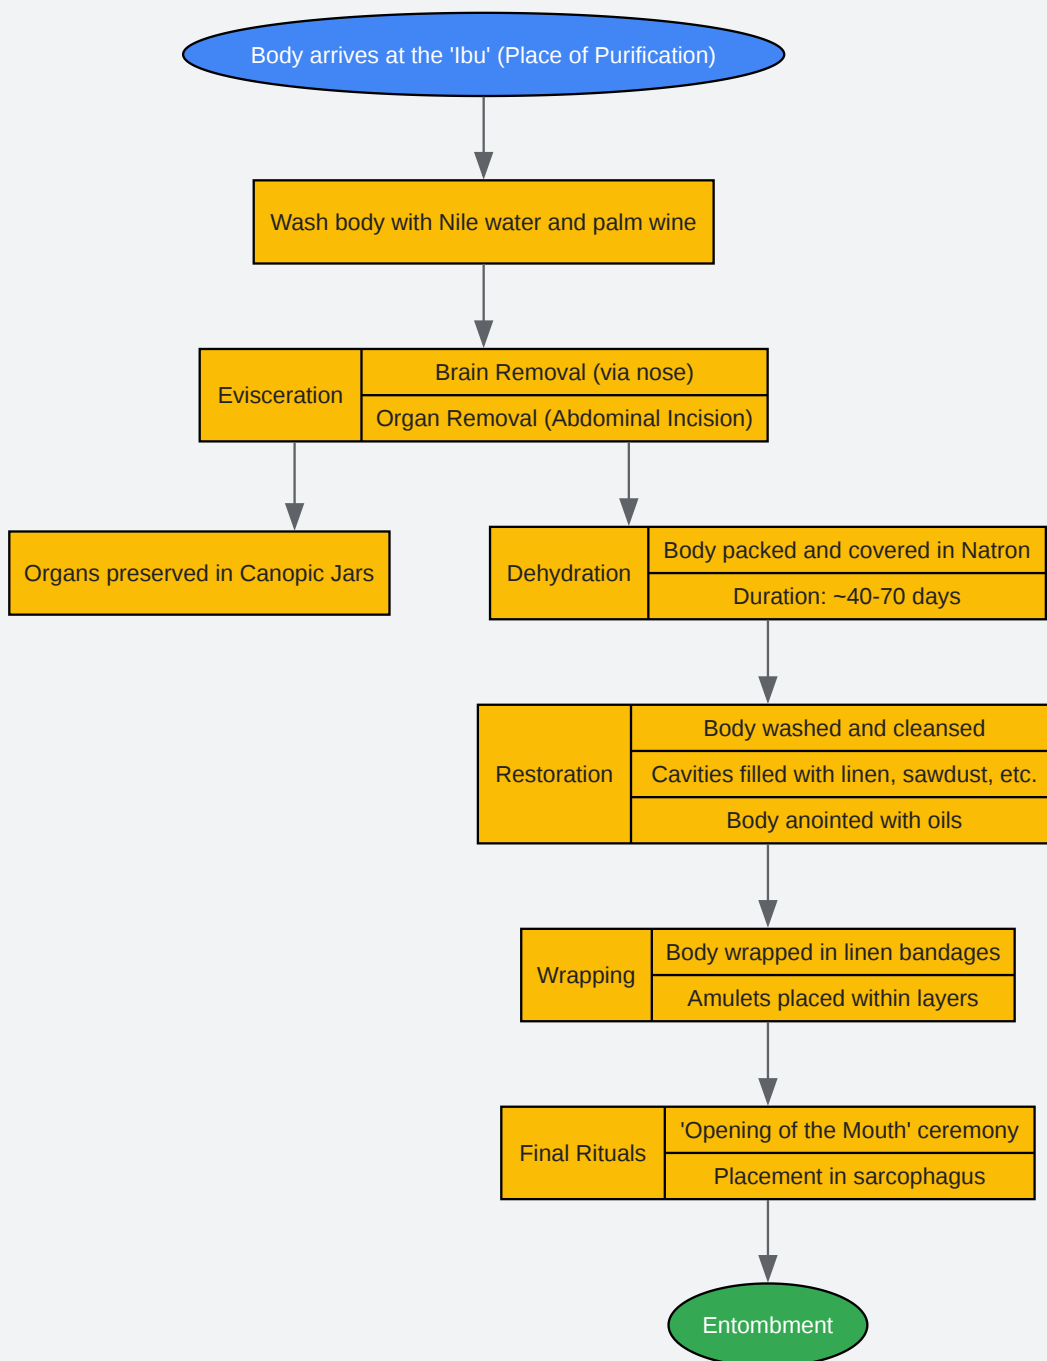 Body arrives at the 'Ibu' (Place of Purification)
Wash body with Nile water and palm wine
Evisceration
Brain Removal (via nose)
Organ Removal (Abdominal Incision)
Organs preserved in Canopic Jars
Dehydration
Body packed and covered in Natron
Duration: ~40-70 days
Restoration
Body washed and cleansed
Cavities filled with linen, sawdust, etc.
Body anointed with oils
Wrapping
Body wrapped in linen bandages
Amulets placed within layers
Final Rituals
'Opening of the Mouth' ceremony
Placement in sarcophagus
Entombment